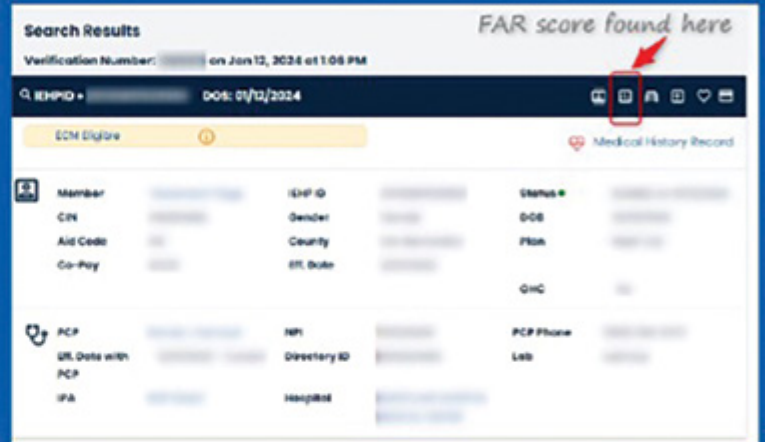 FAR score found here
Search Results
Verification Number: on Jan 12, 2024 at 1:06 PM
IEHPID • DOS: 01/12/2024
ECM Eligible
Medical History Record
Member IEHP ID Status
CIN Gender DOB
Aid Code County Plan
Co-Pay Eff. Date
OHC
PCP NPI PCP Phone
Eff. Date with PCP Directory ID Lab
IPA Hospital